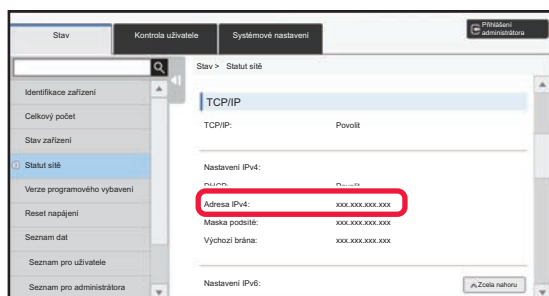 Stav
Kontrola uživatele
Systémové nastavení
Přihlášení
administrátora
Stav > Statut sítě
Identifikace zařízení
Celkový počet
Stav zařízení
Statut sítě
Verze programového vybavení
Reset napájení
Seznam dat
Seznam pro uživatele
Seznam pro administrátora
TCP/IP
TCP/IP: Povolit
Nastavení IPv4:
DHCP: Povolit
Adresa IPv4: xxx.xxx.xxx.xxx
Maska podsítě: xxx.xxx.xxx.xxx
Výchozí brána: xxx.xxx.xxx.xxx
Nastavení IPv6:
Zcela nahoru